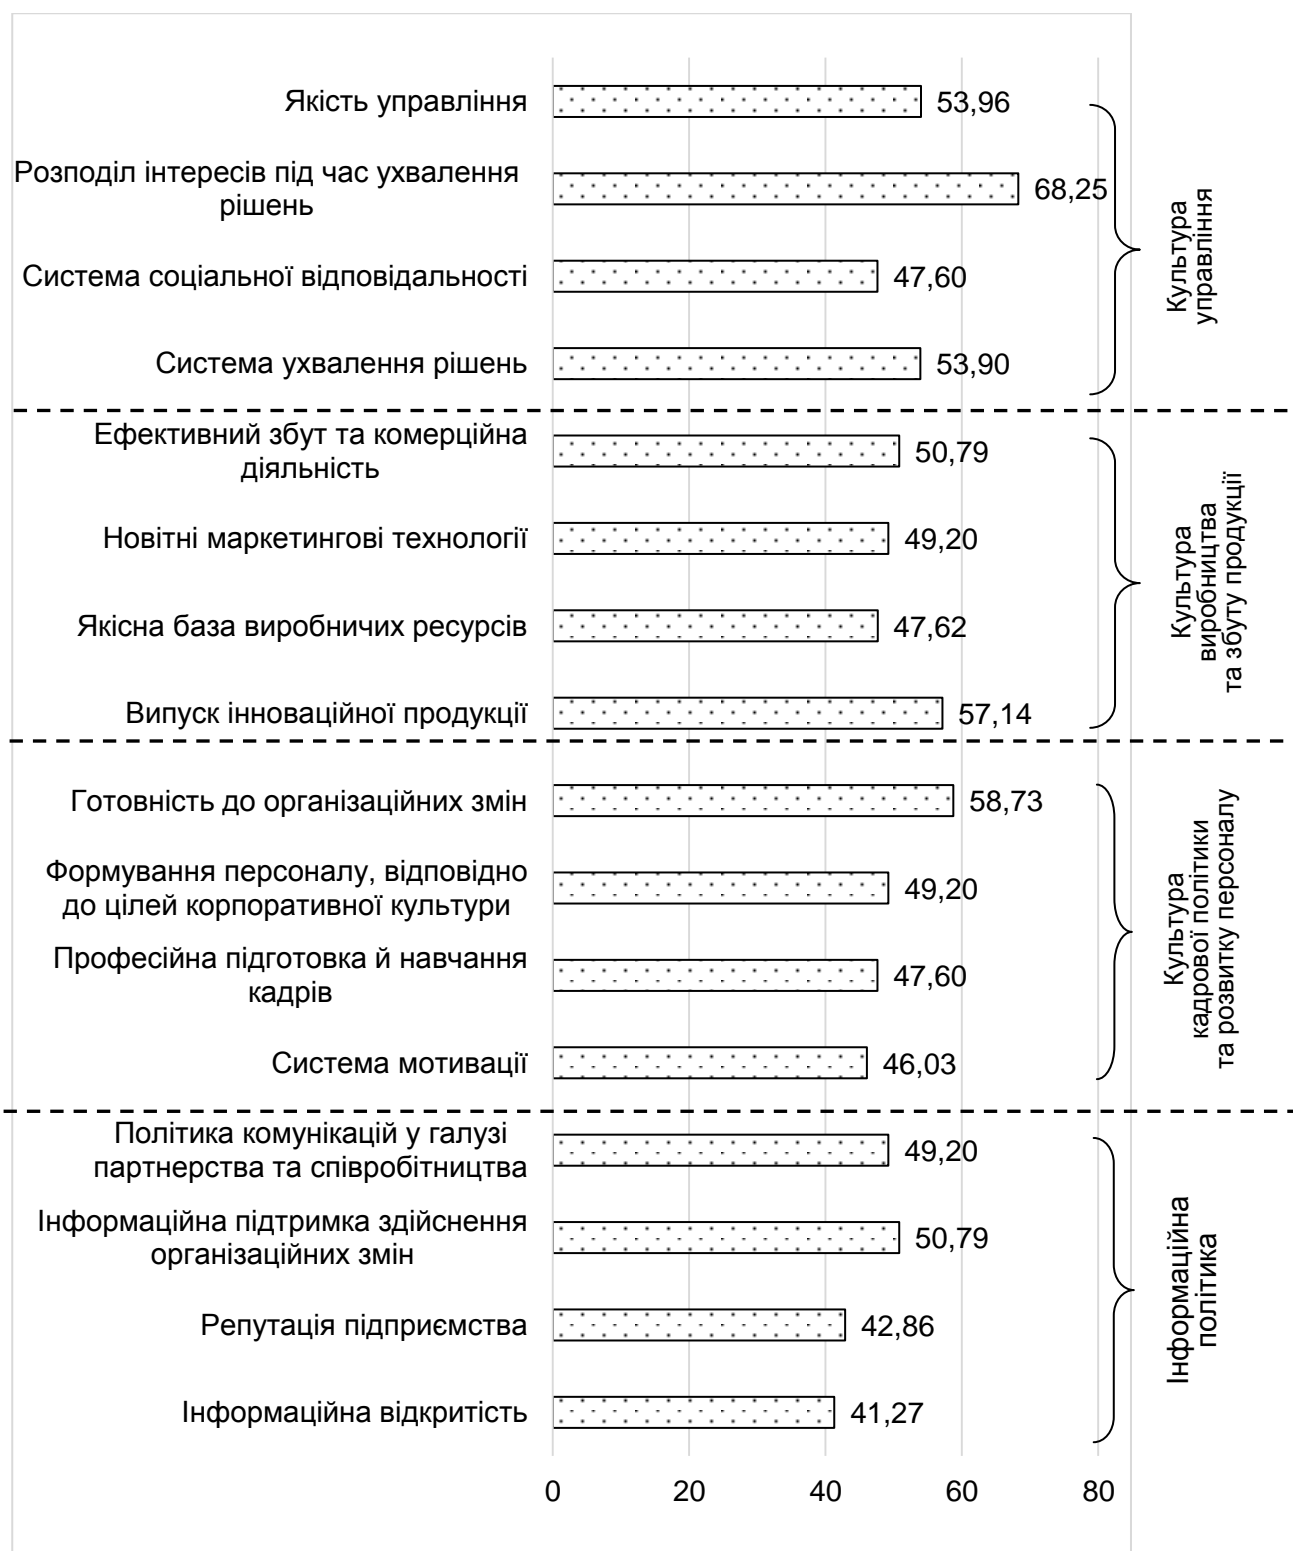 Якість управління
53,96
Розподіл інтересів під час ухвалення
рішень
68,25
Система соціальної відповідальності
47,60
Система ухвалення рішень
53,90
Культура
управління
Ефективний збут та комерційна
діяльність
50,79
Новітні маркетингові технології
49,20
Якісна база виробничих ресурсів
47,62
Випуск інноваційної продукції
57,14
Культура
виробництва
та збуту продукції
Готовність до організаційних змін
58,73
Формування персоналу, відповідно
до цілей корпоративної культури
49,20
Професійна підготовка й навчання
кадрів
47,60
Система мотивації
46,03
Культура
кадрової політики
та розвитку персоналу
Політика комунікацій у галузі
партнерства та співробітництва
49,20
Інформаційна підтримка здійснення
організаційних змін
50,79
Репутація підприємства
42,86
Інформаційна відкритість
41,27
Інформаційна
політика
0 20 40 60 80